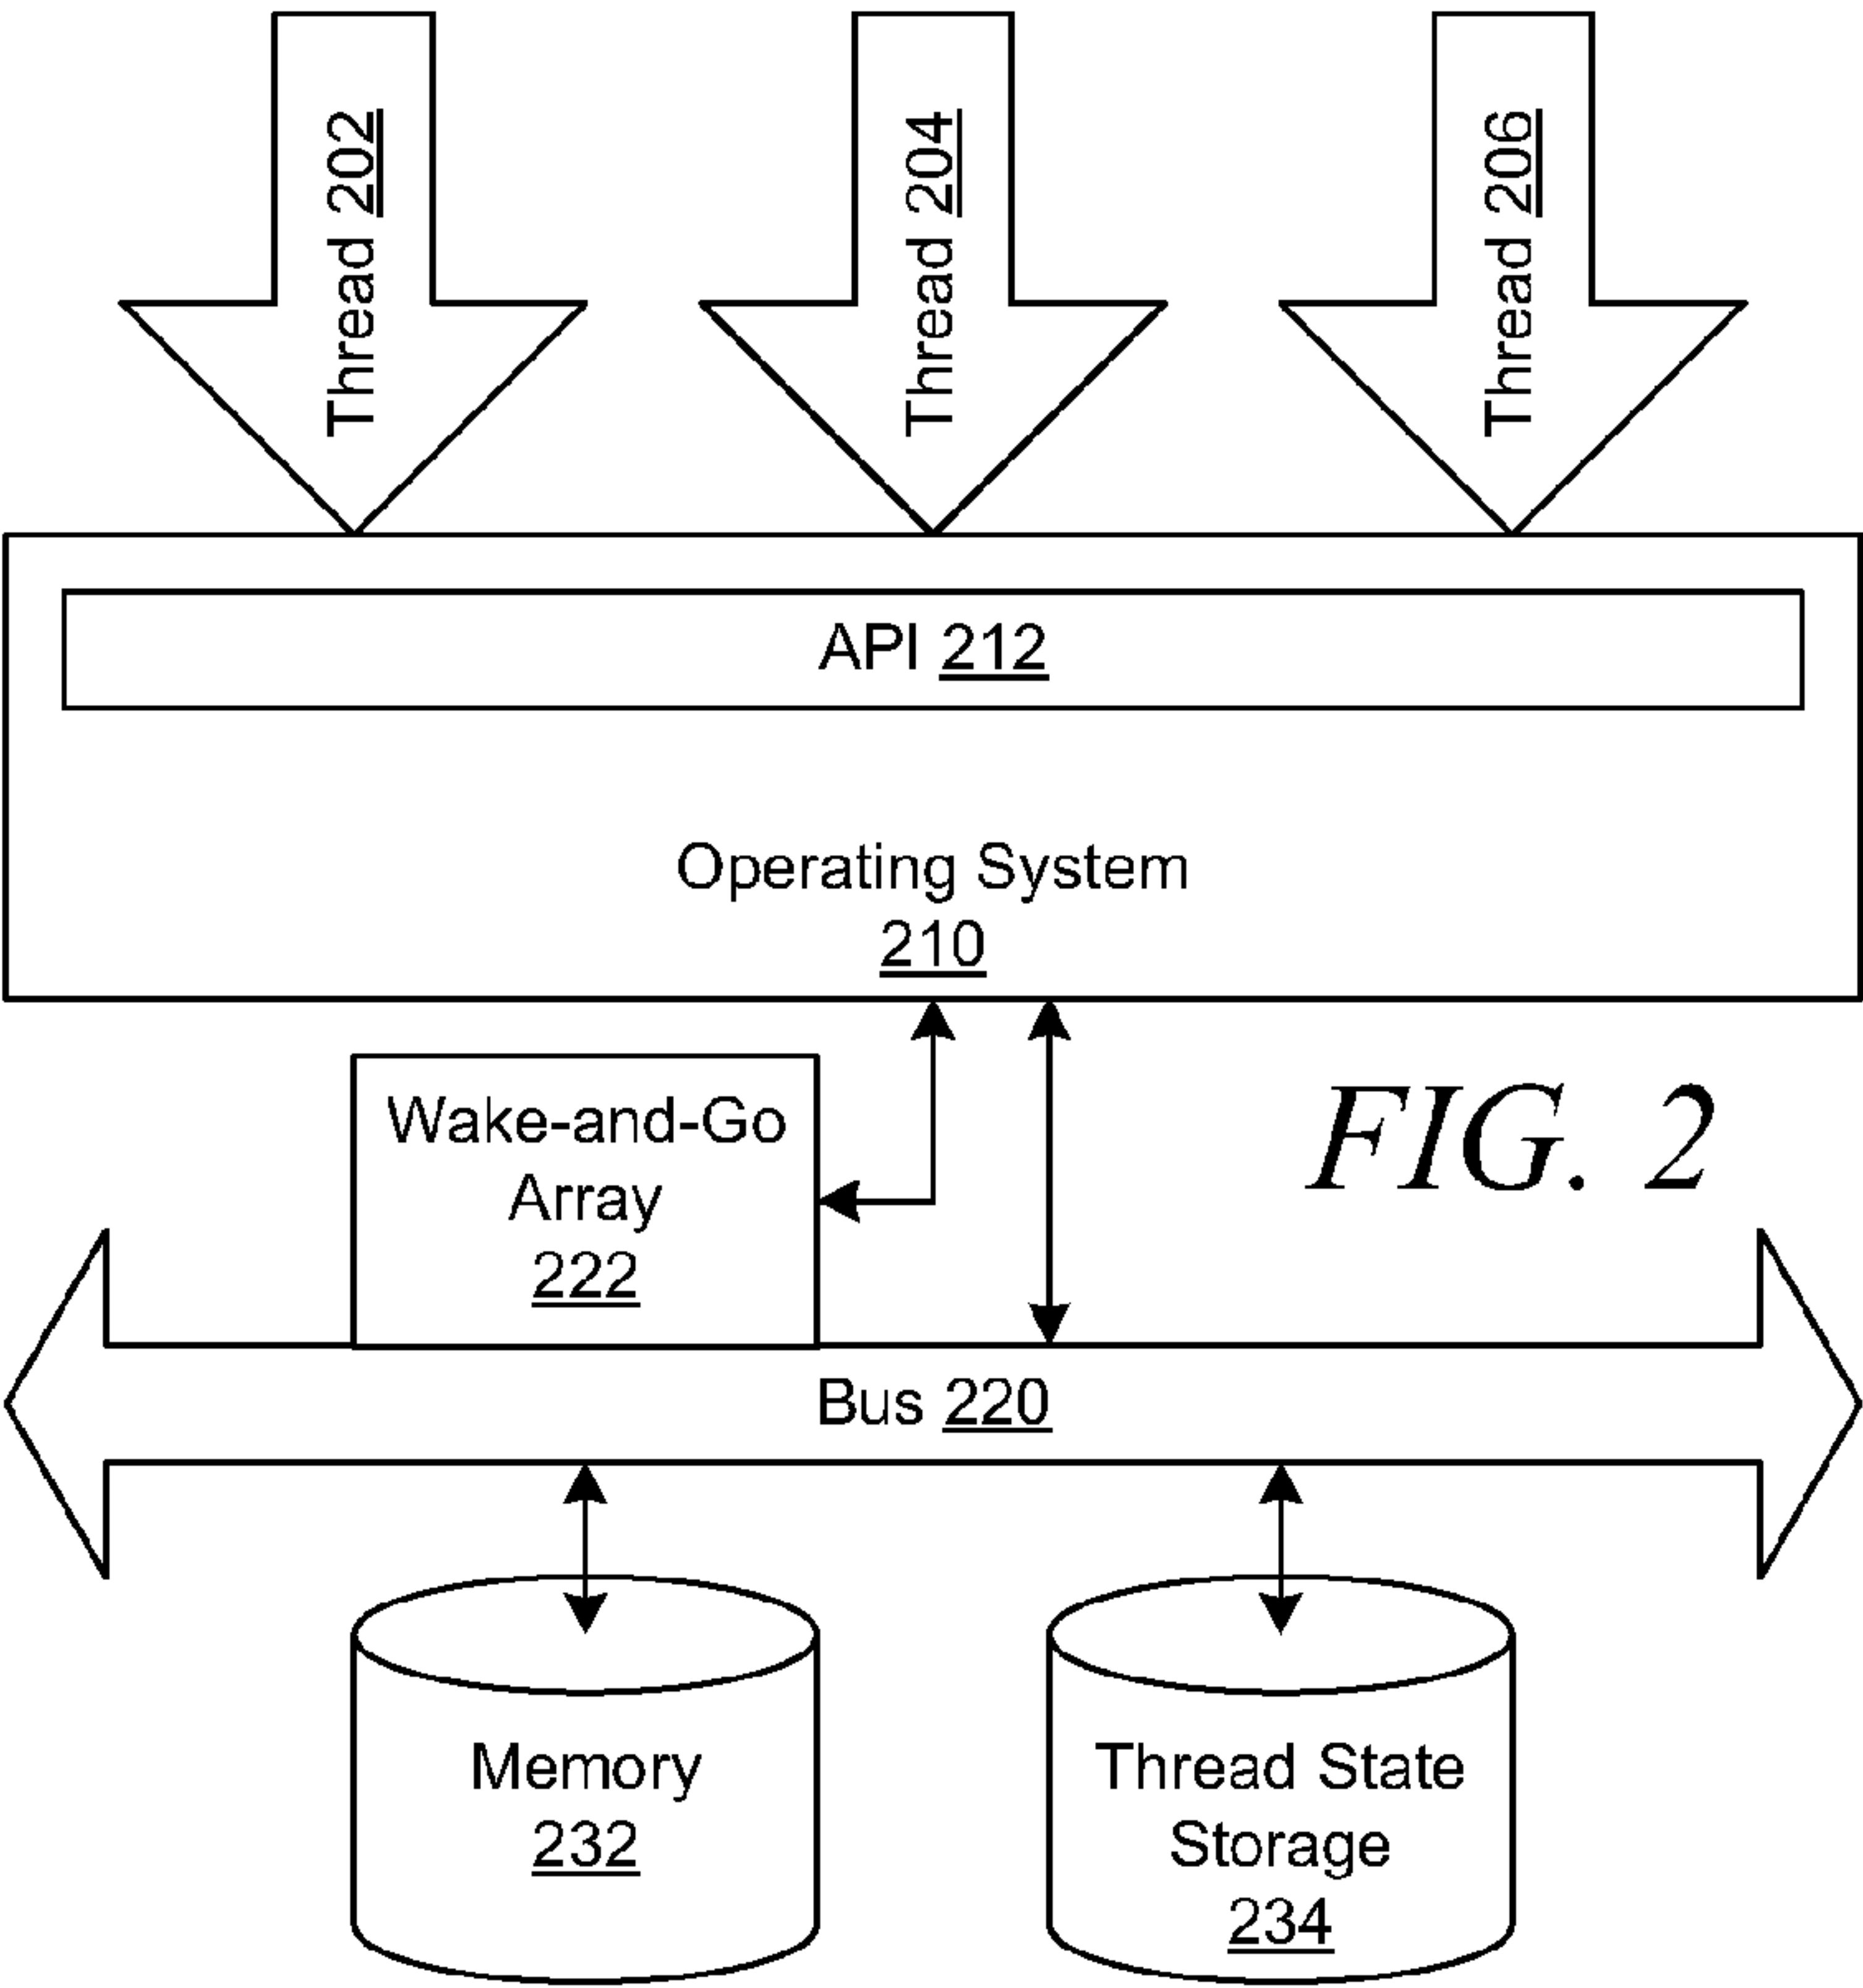 Thread 202
Thread 204
Thread 206
API 212
Operating System
210
Wake-and-Go
Array
222
FIG. 2
Bus 220
Memory
232
Thread State
Storage
234